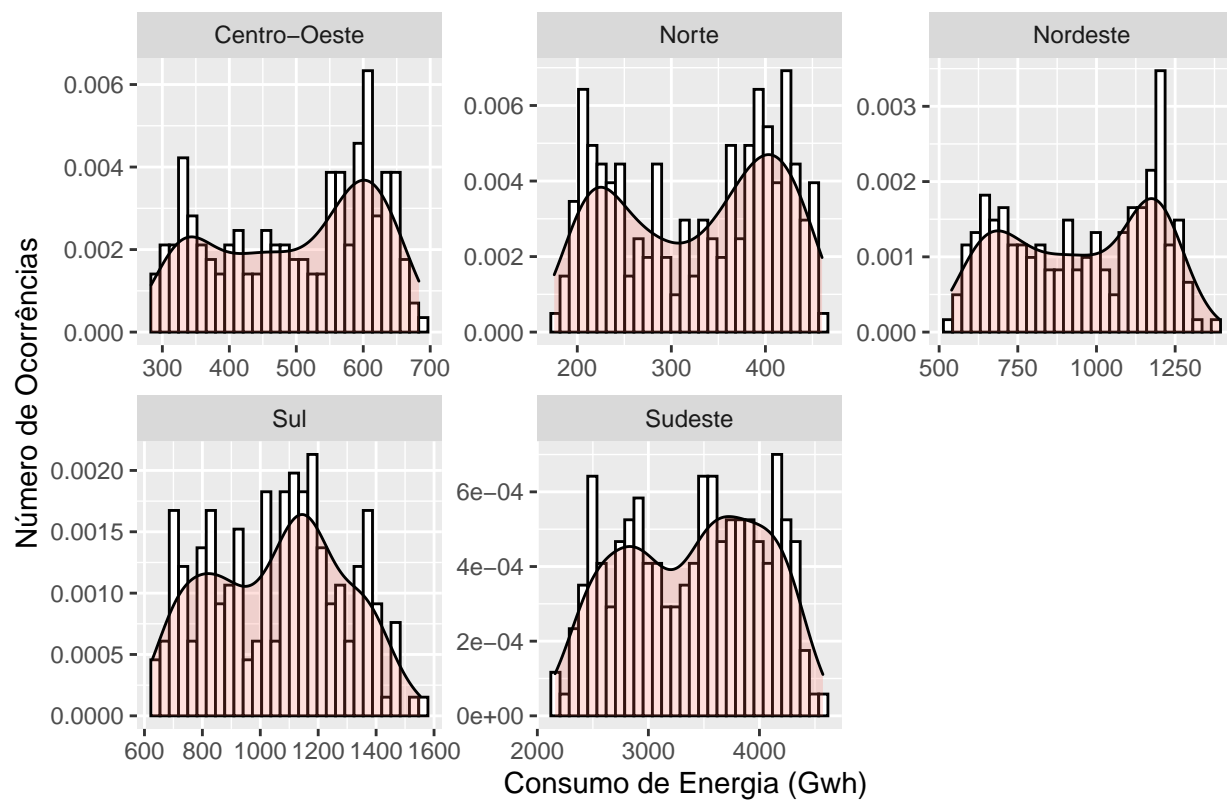 Centro−Oeste
Norte
Nordeste
0.006
0.004
0.002
0.000
300 400 500 600 700
0.006
0.004
0.002
0.000
200 300 400
0.003
0.002
0.001
0.000
500 750 1000 1250
Sul
Sudeste
0.0020
0.0015
0.0010
0.0005
0.0000
600 800 1000 1200 1400 1600
6e−04
4e−04
2e−04
0e+00
2000 3000 4000
Número de Ocorrências
Consumo de Energia (Gwh)